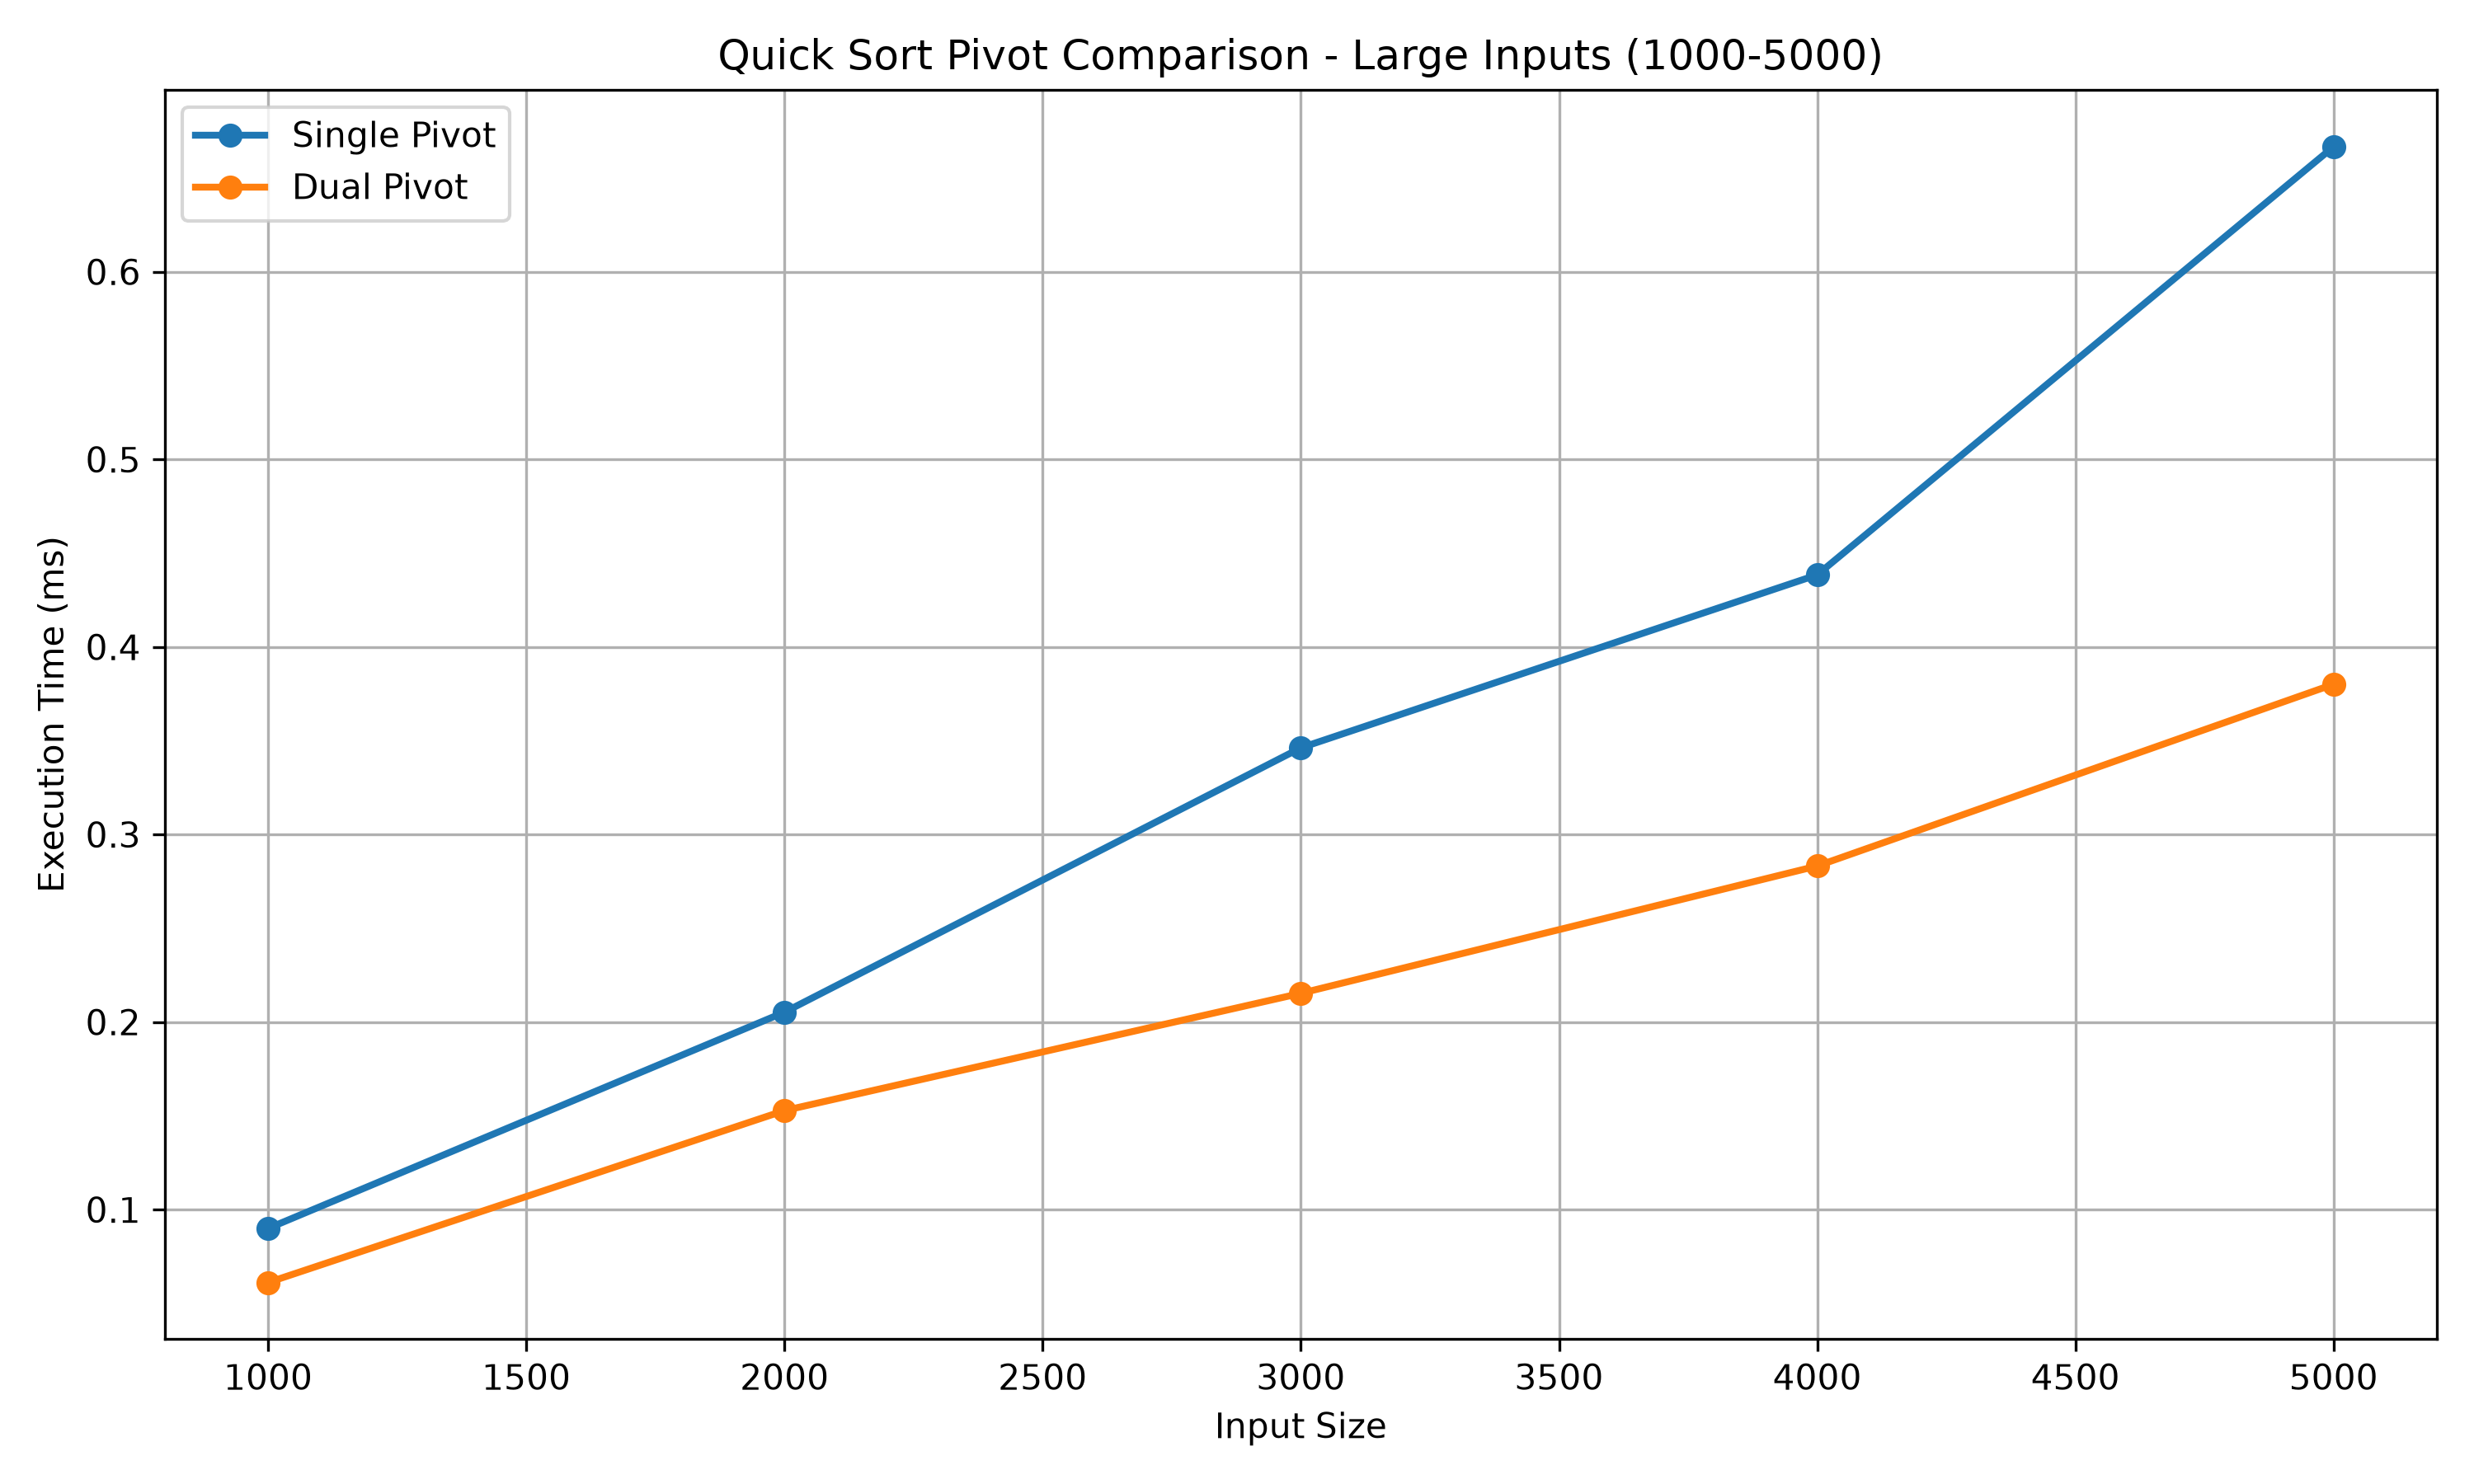 Quick Sort Pivot Comparison - Large Inputs (1000-5000)
Single Pivot
Dual Pivot
0.6
0.5
0.4
0.3
0.2
0.1
Execution Time (ms)
1000 1500 2000 2500 3000 3500 4000 4500 5000
Input Size